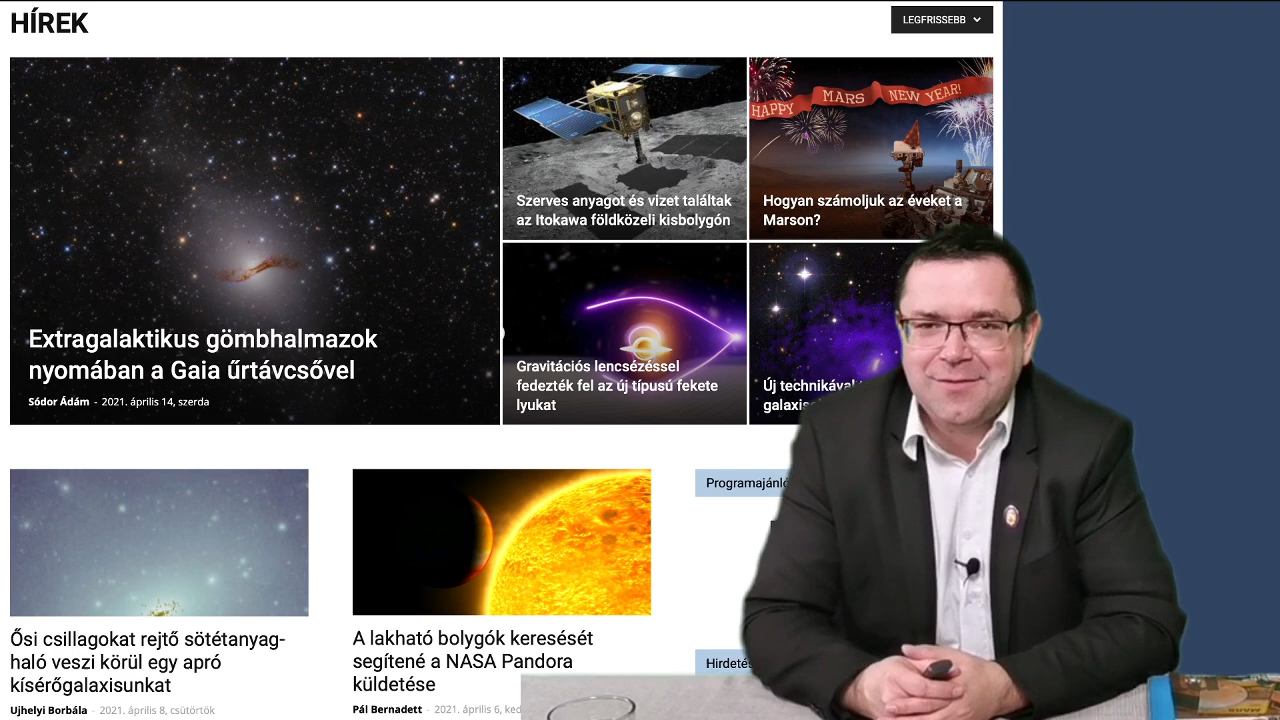 HÍREK
LEGFRISSEBB
HAPPY MARS NEW YEAR!
Szerves anyagot és vizet találtak
az Itokawa földközeli kisbolygón
Hogyan számoljuk az éveket a
Marson?
Extragalaktikus gömbhalmazok
nyomában a Gaia űrtávcsővel
Sódor Ádám - 2021. április 14, szerda
Gravitációs lencsézéssel
fedezték fel az új típusú fekete
lyukat
Új technikával
Programajánló
Ősi csillagokat rejtő sötétanyag-
haló veszi körül egy apró
kísérőgalaxisunkat
Ujhelyi Borbála - 2021. április 8, csütörtök
A lakható bolygók keresését
segítené a NASA Pandora
küldetése
Pál Bernadett - 2021. április 6,